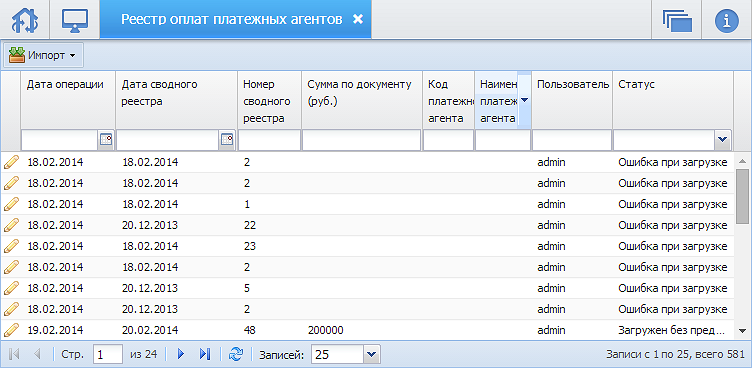 Реестр оплат платежных агентов
Импорт
Дата операции
Дата сводного реестра
Номер сводного реестра
Сумма по документу (руб.)
Код платежн агента
Наимен платеж агента
Пользователь
Статус
18.02.2014 18.02.2014 2 admin Ошибка при загрузке
18.02.2014 18.02.2014 2 admin Ошибка при загрузке
18.02.2014 18.02.2014 1 admin Ошибка при загрузке
18.02.2014 20.12.2013 22 admin Ошибка при загрузке
18.02.2014 18.02.2014 23 admin Ошибка при загрузке
18.02.2014 18.02.2014 2 admin Ошибка при загрузке
18.02.2014 20.12.2013 5 admin Ошибка при загрузке
18.02.2014 20.12.2013 2 admin Ошибка при загрузке
19.02.2014 20.02.2014 48 200000 admin Загружен без пред...
Стр. 1 из 24 Записей: 25 Записи с 1 по 25, всего 581